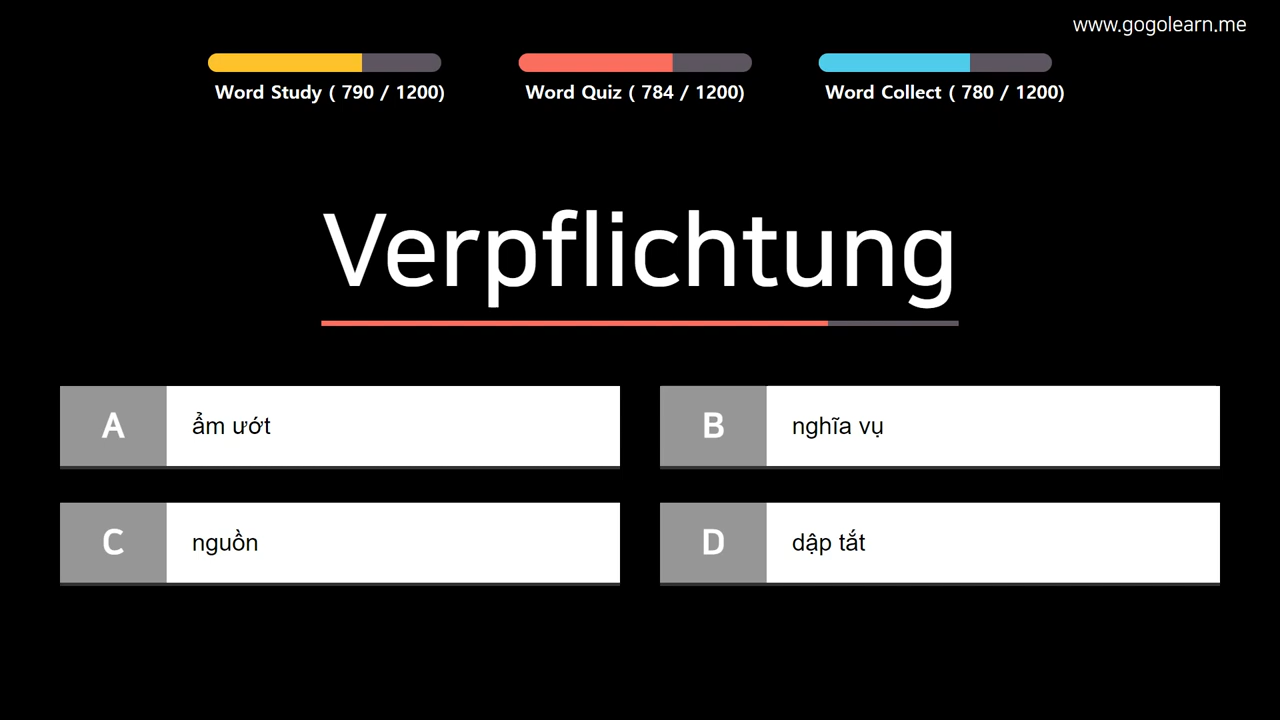 www.gogolearn.me
Word Study ( 790 / 1200)
Word Quiz ( 784 / 1200)
Word Collect ( 780 / 1200)
Verpflichtung
A
ẩm ướt
B
nghĩa vụ
C
nguồn
D
dập tắt